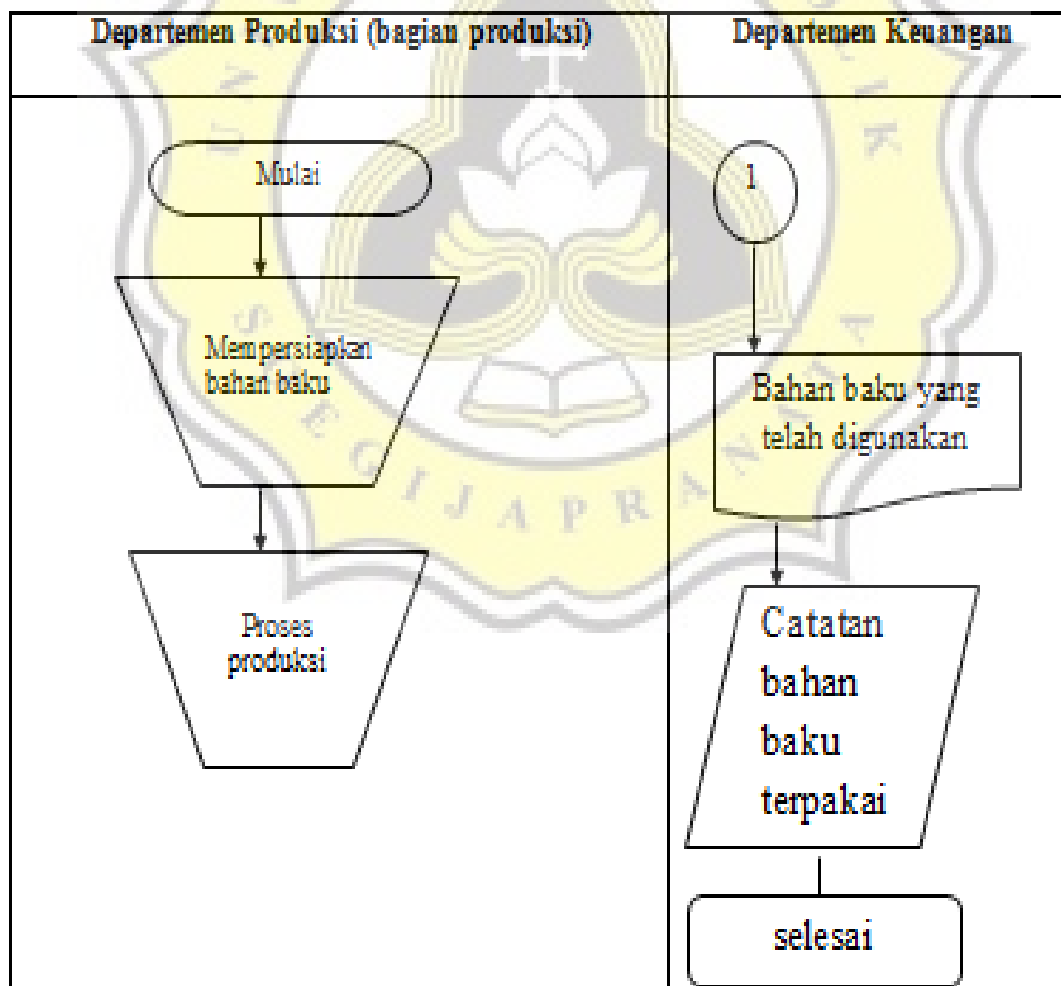 Departemen Produksi (bagian produksi)
Departemen Keuangan
Mulai
Mempersiapkan
bahan baku
Proses
produksi
1
Bahan baku yang
telah digunakan
Catatan
bahan
baku
terpakai
selesai
SOEGIJAPRANATA